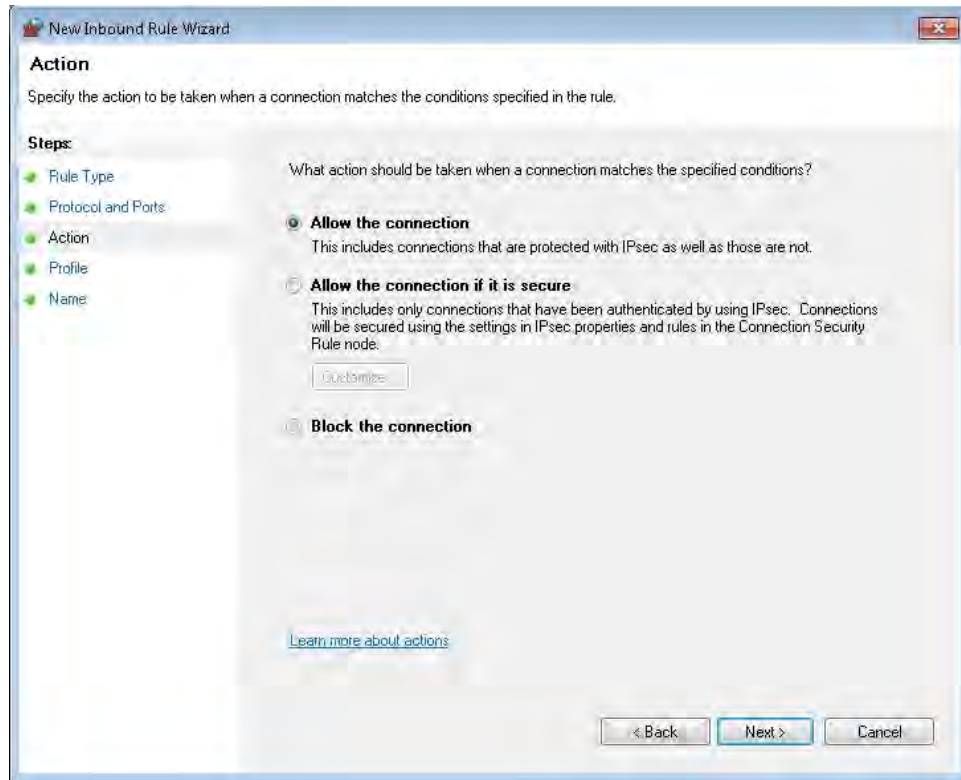 New Inbound Rule Wizard
Action
Specify the action to be taken when a connection matches the conditions specified in the rule.
Steps:
Rule Type
Protocol and Ports
Action
Profile
Name
What action should be taken when a connection matches the specified conditions?
Allow the connection
This includes connections that are protected with IPsec as well as those are not.
Allow the connection if it is secure
This includes only connections that have been authenticated by using IPsec. Connections
will be secured using the settings in IPsec properties and rules in the Connection Security
Rule node.
Customize...
Block the connection
Learn more about actions
< Back
Next >
Cancel